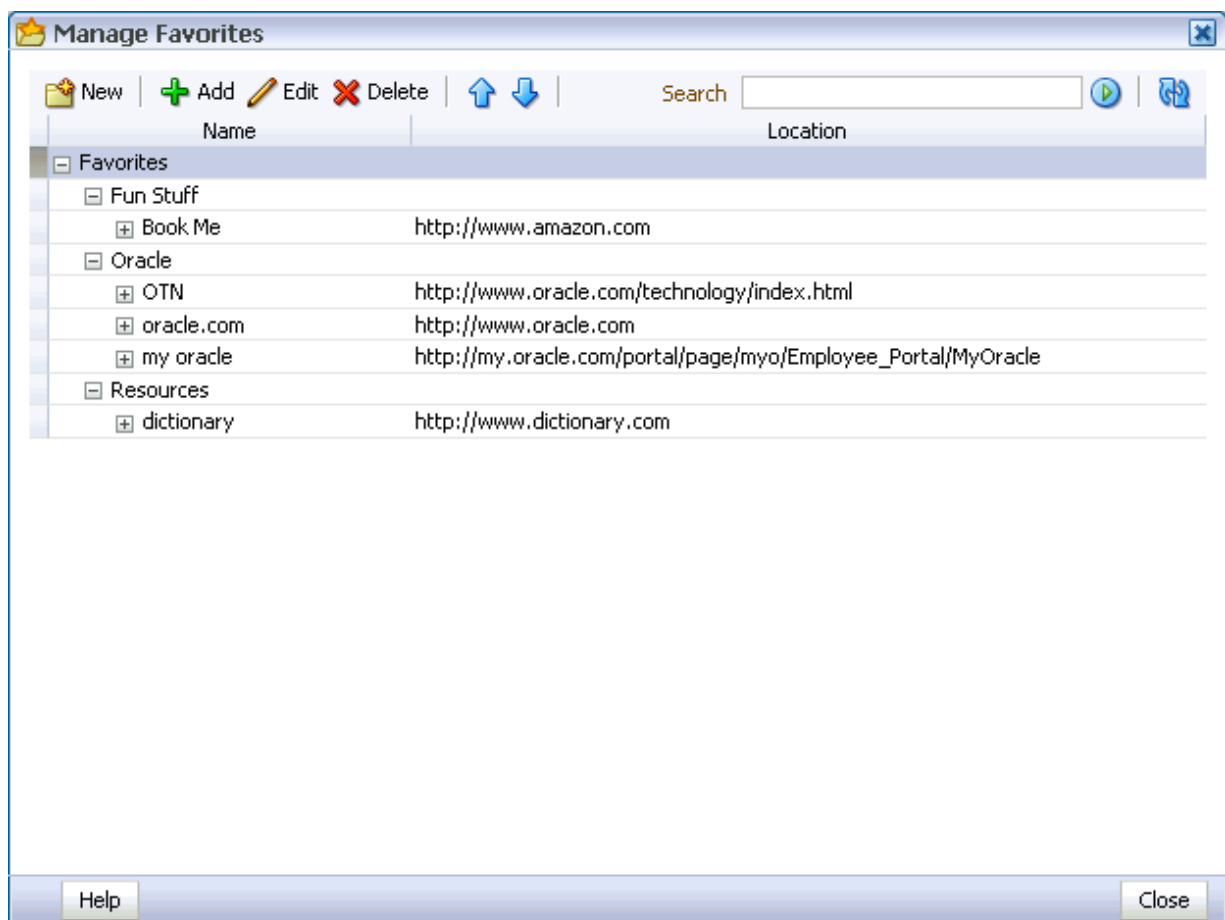 Manage Favorites
New Add Edit Delete Search
Name Location
Favorites
Fun Stuff
Book Me http://www.amazon.com
Oracle
OTN http://www.oracle.com/technology/index.html
oracle.com http://www.oracle.com
my oracle http://my.oracle.com/portal/page/myo/Employee_Portal/MyOracle
Resources
dictionary http://www.dictionary.com
Help Close